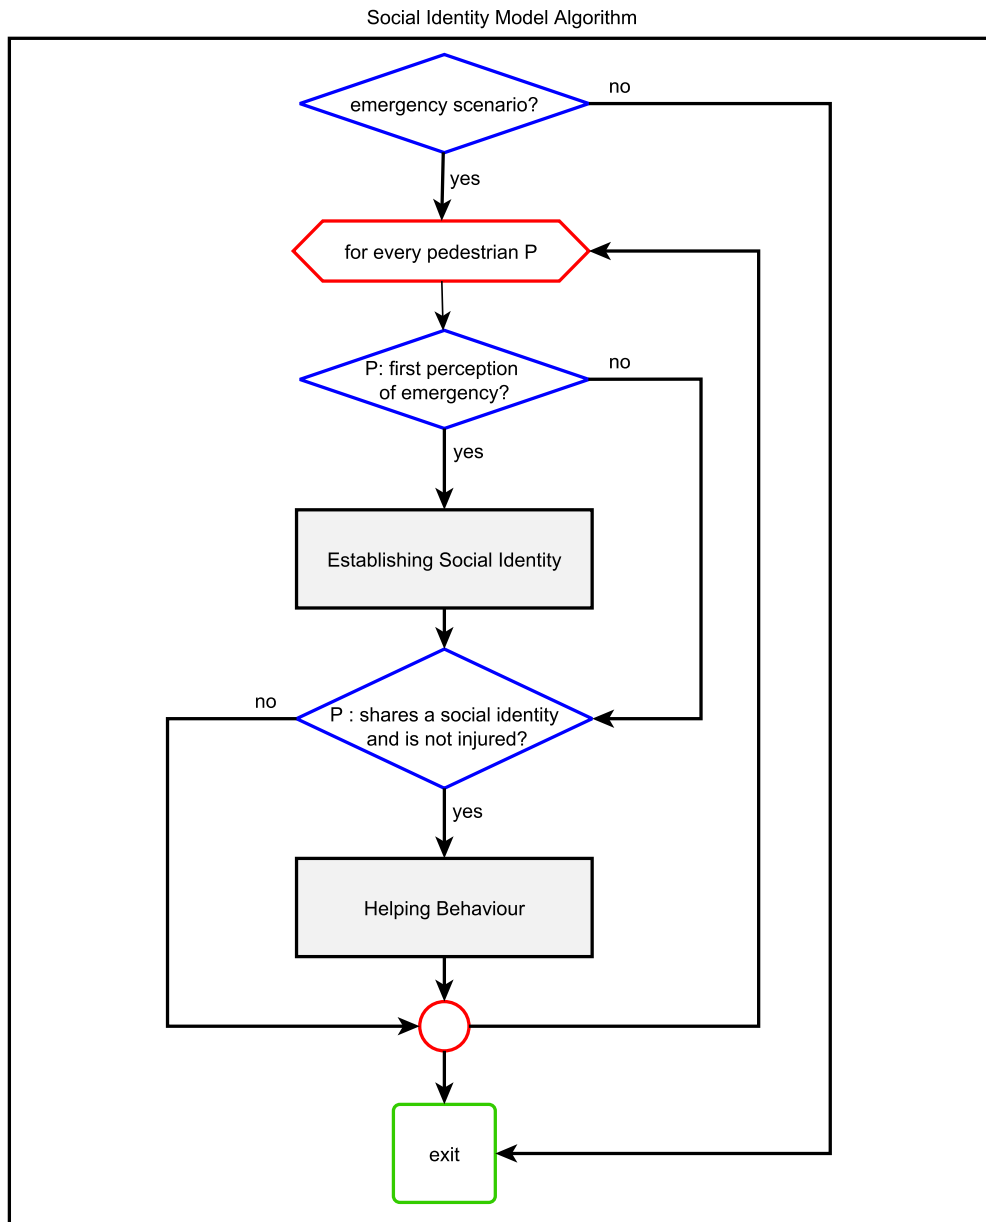 Social Identity Model Algorithm
emergency scenario?
no
yes
for every pedestrian P
P: first perception
of emergency?
no
yes
Establishing Social Identity
no
P : shares a social identity
and is not injured?
yes
Helping Behaviour
exit